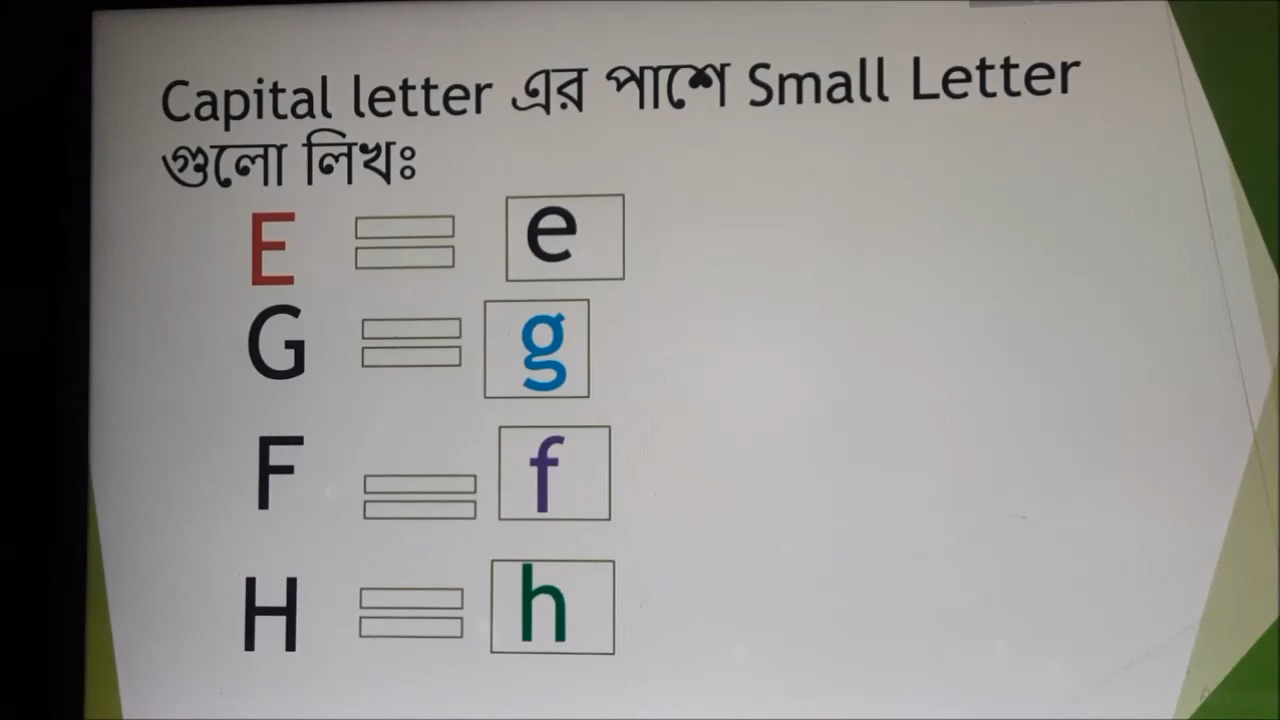 Capital letter এর পাশে Small Letter
গুলো লিখঃ
E = e
G = g
F = f
H = h